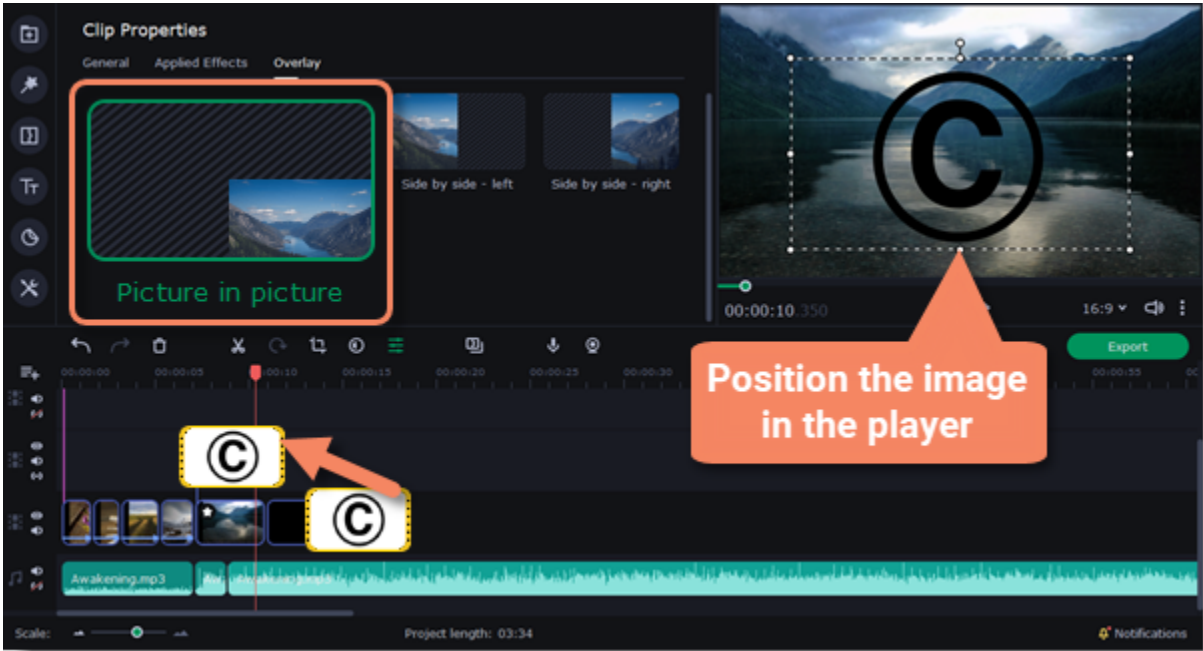 Clip Properties
General Applied Effects Overlay
Picture in picture
Side by side - left
Side by side - right
©
00:00:10.350
16:9
Export
Position the image
in the player
00:00:00 00:00:05 00:00:10 00:00:15 00:00:20 00:00:25 00:00:30 00:00:55
©
©
Awakening.mp3
Scale:
Project length: 03:34
Notifications